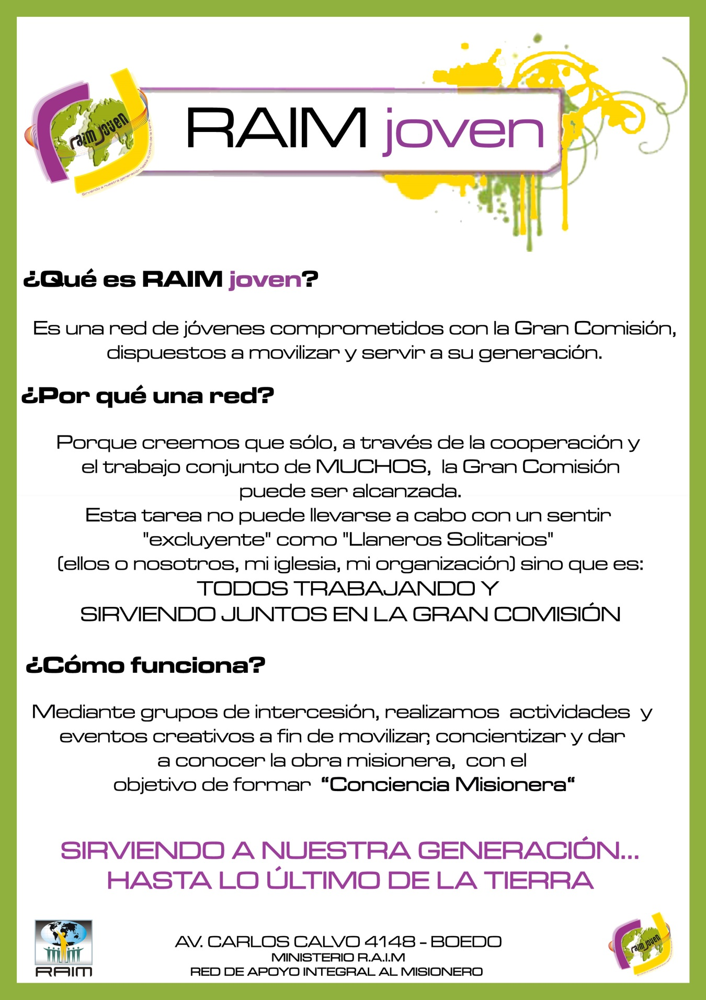 raim joven
Sirviendo a nuestra generación hasta lo último de la tierra
RAIM joven
¿Qué es RAIM joven?
Es una red de jóvenes comprometidos con la Gran Comisión,
dispuestos a movilizar y servir a su generación.
¿Por qué una red?
Porque creemos que sólo, a través de la cooperación y
el trabajo conjunto de MUCHOS, la Gran Comisión
puede ser alcanzada.
Esta tarea no puede llevarse a cabo con un sentir
"excluyente" como "Llaneros Solitarios"
(ellos o nosotros, mi iglesia, mi organización) sino que es:
TODOS TRABAJANDO Y
SIRVIENDO JUNTOS EN LA GRAN COMISIÓN
¿Cómo funciona?
Mediante grupos de intercesión, realizamos actividades y
eventos creativos a fin de movilizar, concientizar y dar
a conocer la obra misionera, con el
objetivo de formar “Conciencia Misionera“
SIRVIENDO A NUESTRA GENERACIÓN...
HASTA LO ÚLTIMO DE LA TIERRA
RAIM
AV. CARLOS CALVO 4148 - BOEDO
MINISTERIO R.A.I.M
RED DE APOYO INTEGRAL AL MISIONERO
raim joven